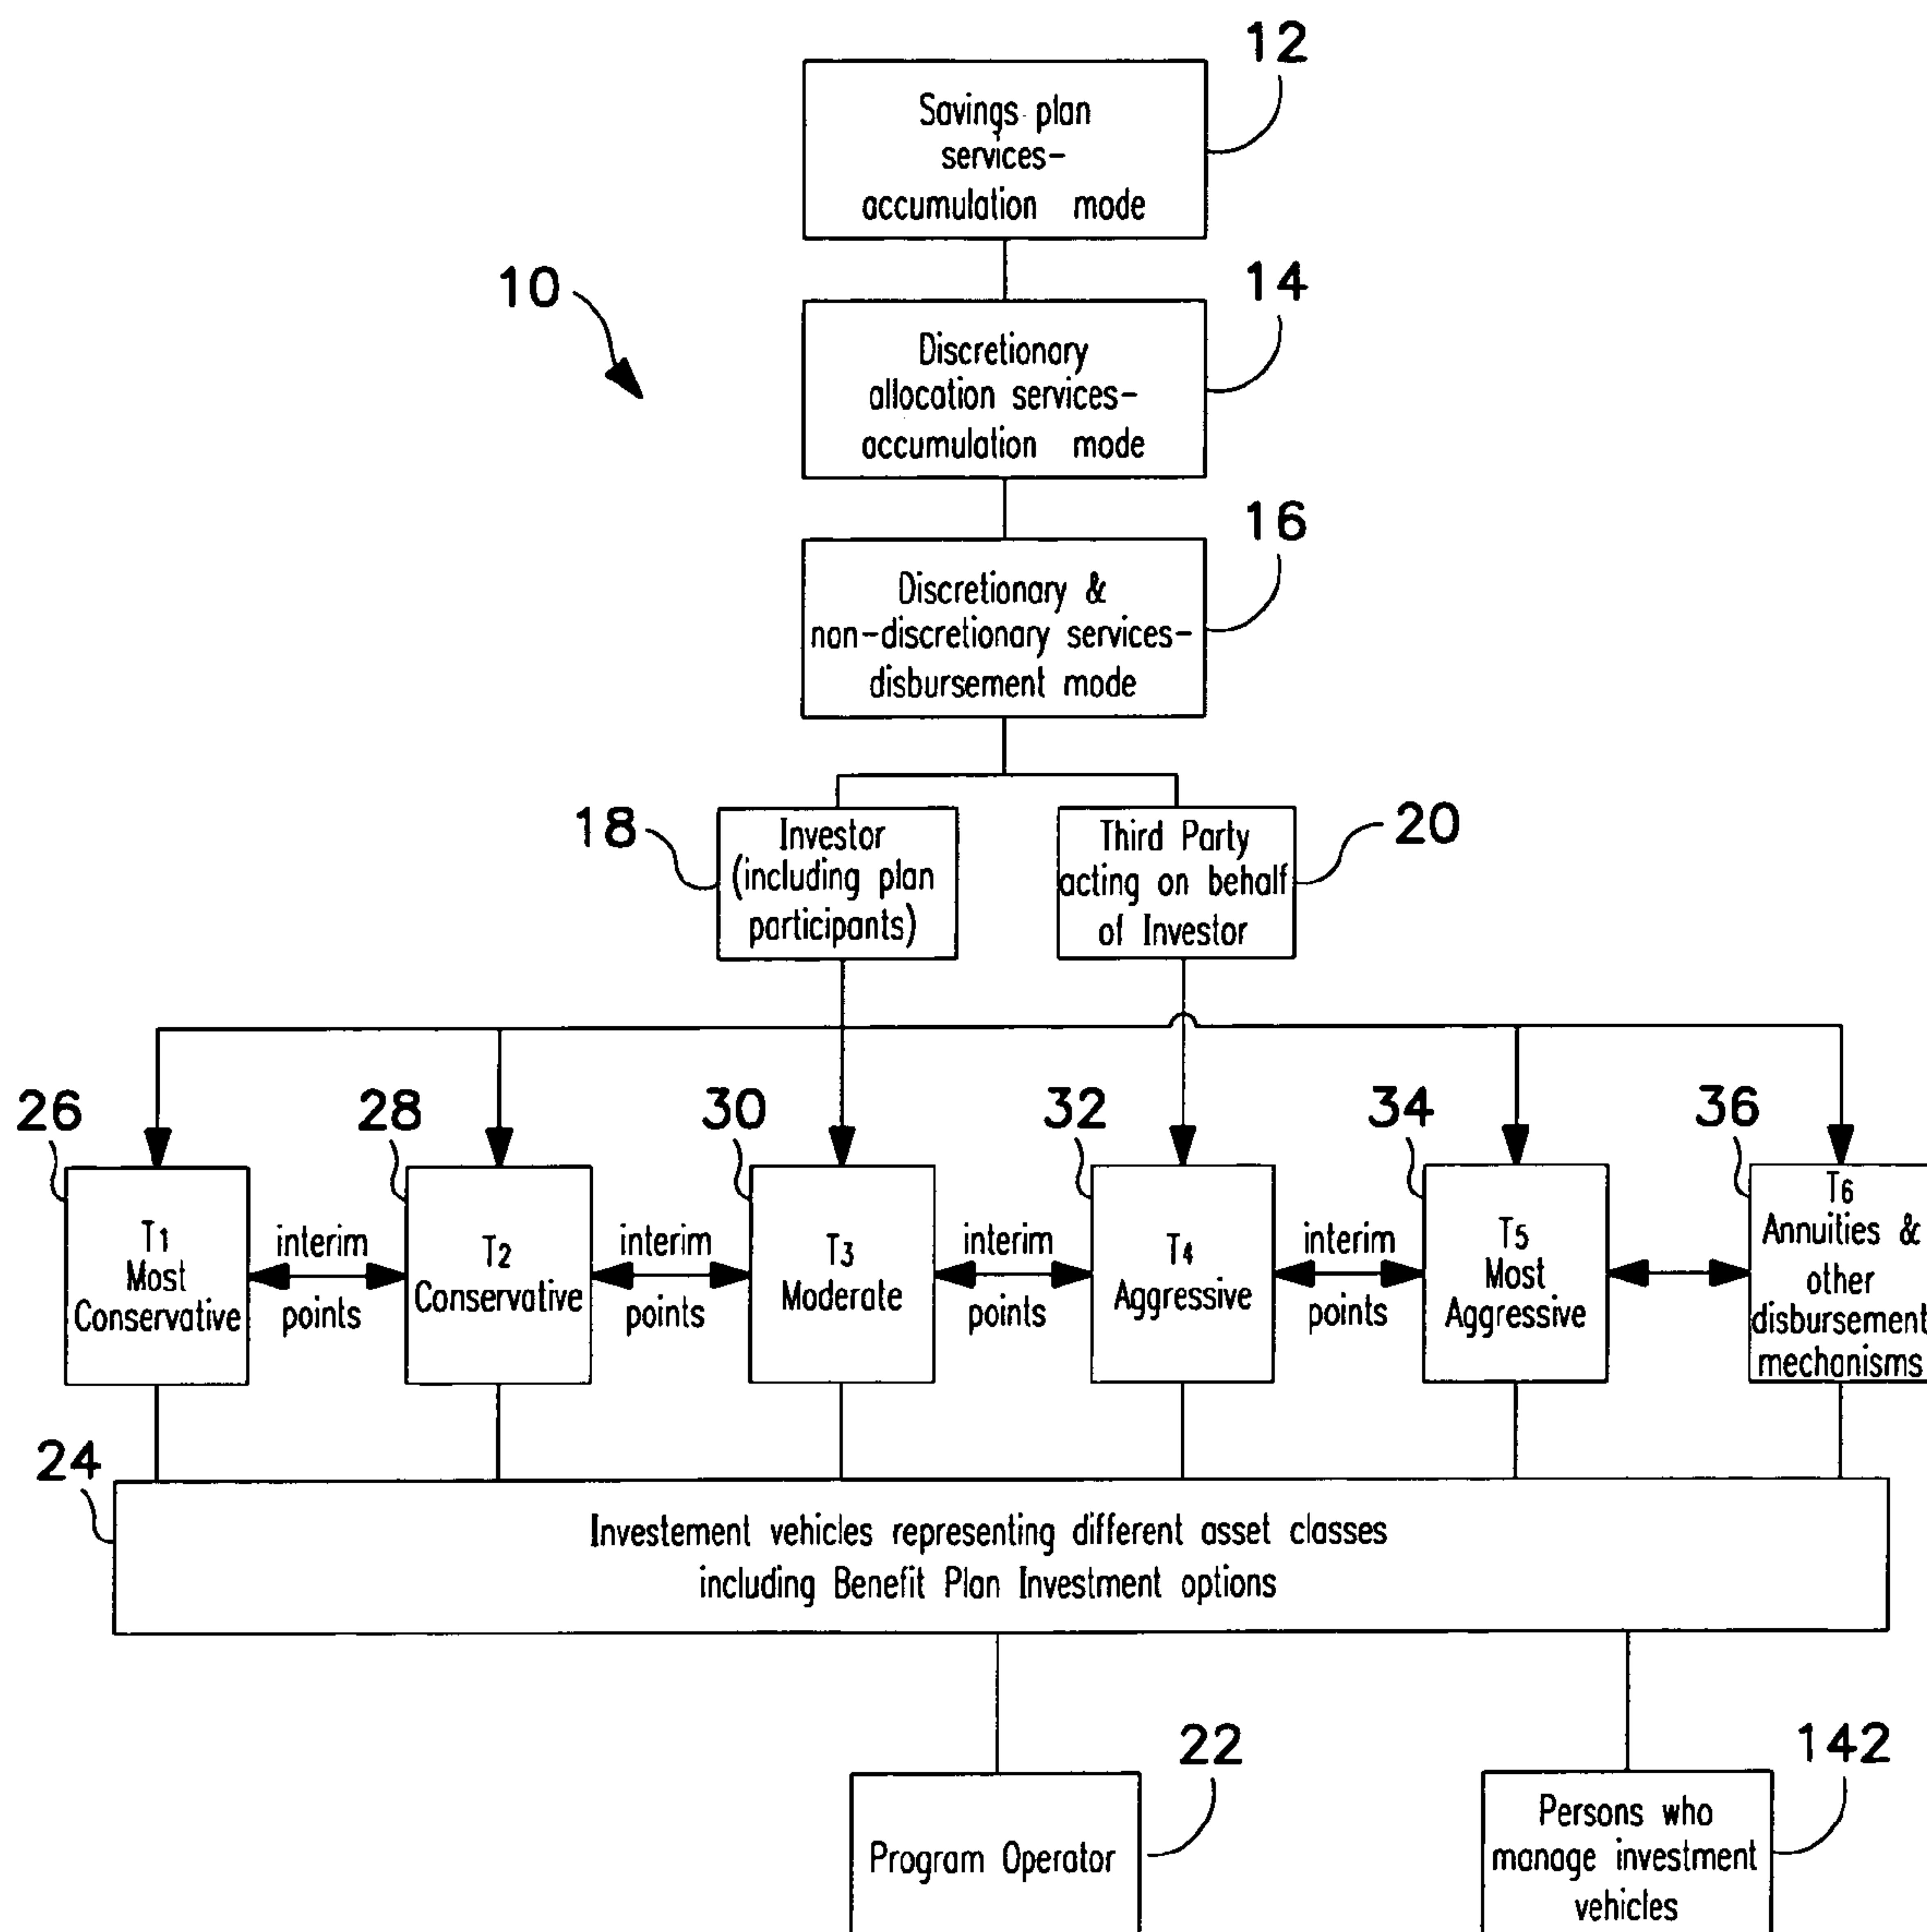 12
Savings plan
services-
accumulation mode
10
14
Discretionary
allocation services-
accumulation mode
16
Discretionary &
non-discretionary services-
disbursement mode
18
Investor
(including plan
participants)
Third Party
acting on behalf
of Investor
20
26
28
30
32
34
36
T1
Most
Conservative
interim
points
T2
Conservative
interim
points
T3
Moderate
interim
points
T4
Aggressive
interim
points
T5
Most
Aggressive
T6
Annuities &
other
disbursement
mechanisms
24
Investement vehicles representing different asset classes
including Benefit Plan Investment options
22
Program Operator
142
Persons who
manage investment
vehicles